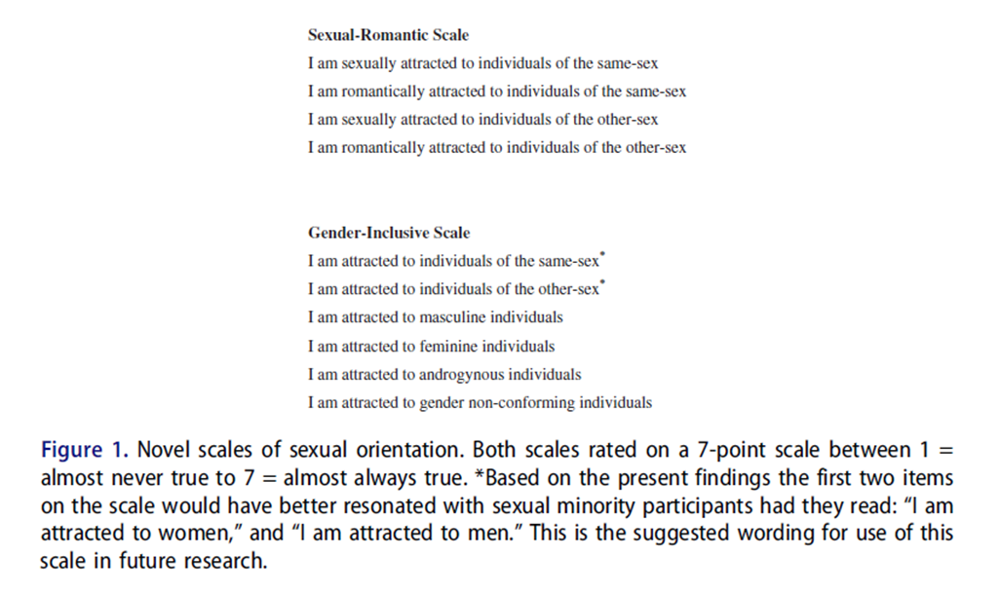 Sexual-Romantic Scale
I am sexually attracted to individuals of the same-sex
I am romantically attracted to individuals of the same-sex
I am sexually attracted to individuals of the other-sex
I am romantically attracted to individuals of the other-sex
Gender-Inclusive Scale
I am attracted to individuals of the same-sex*
I am attracted to individuals of the other-sex*
I am attracted to masculine individuals
I am attracted to feminine individuals
I am attracted to androgynous individuals
I am attracted to gender non-conforming individuals
Figure 1. Novel scales of sexual orientation. Both scales rated on a 7-point scale between 1 =
almost never true to 7 = almost always true. *Based on the present findings the first two items
on the scale would have better resonated with sexual minority participants had they read: “I am
attracted to women,” and “I am attracted to men.” This is the suggested wording for use of this
scale in future research.